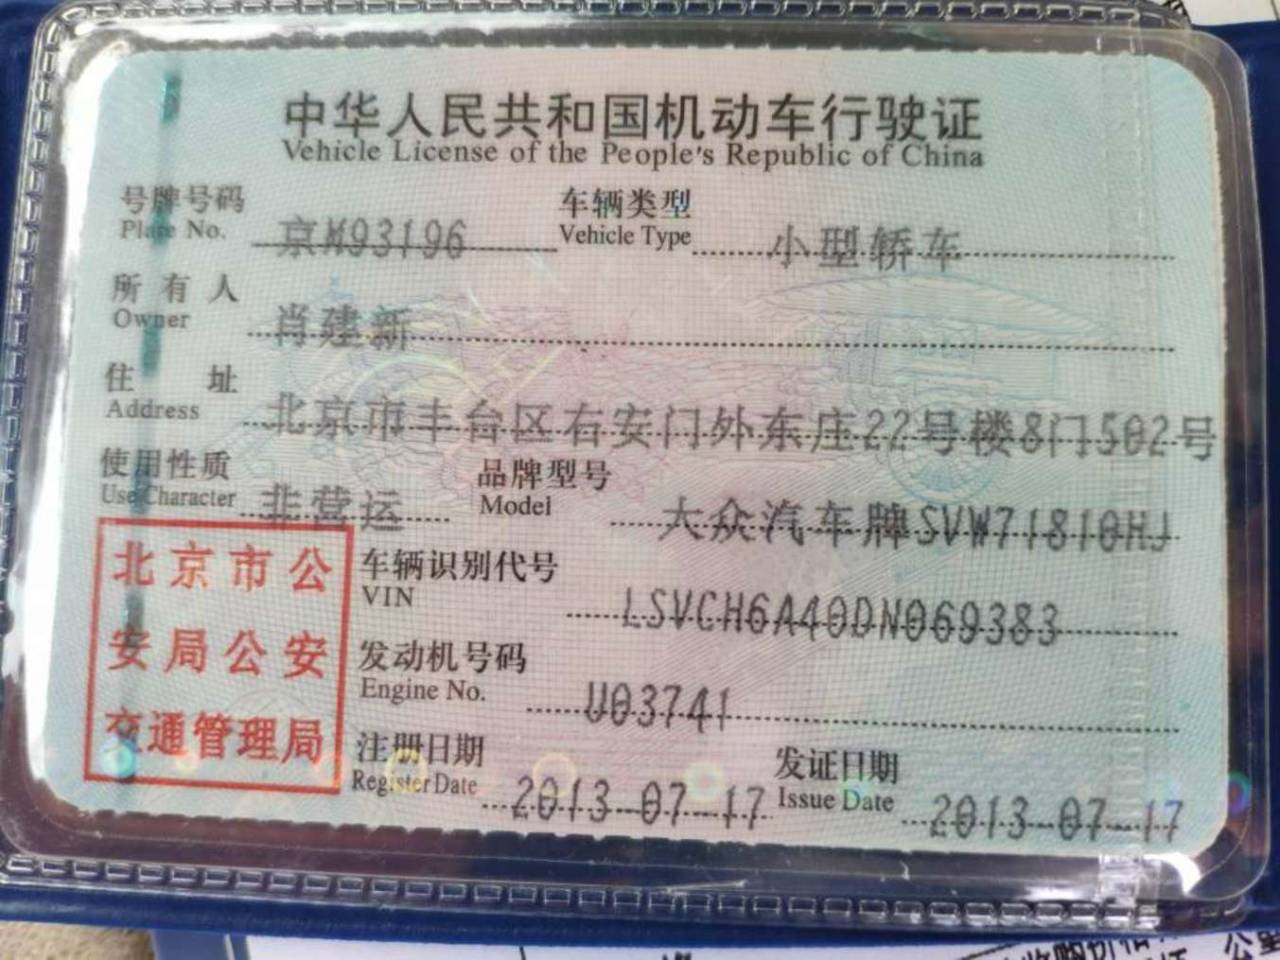 中华人民共和国机动车行驶证
Vehicle License of the People's Republic of China
号牌号码 京M93196 车辆类型 小型轿车
Plate No. Vehicle Type
所有人 肖建新
Owner
住址 北京市丰台区右安门外东庄22号楼8门502号
Address
使用性质 非营运 品牌型号 大众汽车牌SVW71810HJ
Use Character Model
北京市公
安局公安
交通管理局
车辆识别代号 LSVCH6A40DN069383
VIN
发动机号码 U03741
Engine No.
注册日期 2013-07-17 发证日期 2013-07-17
Register Date Issue Date